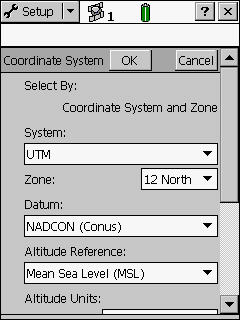 Setup 1 ? X
Coordinate System OK Cancel
Select By:
Coordinate System and Zone
System:
UTM
Zone: 12 North
Datum:
NADCON (Conus)
Altitude Reference:
Mean Sea Level (MSL)
Altitude Units: